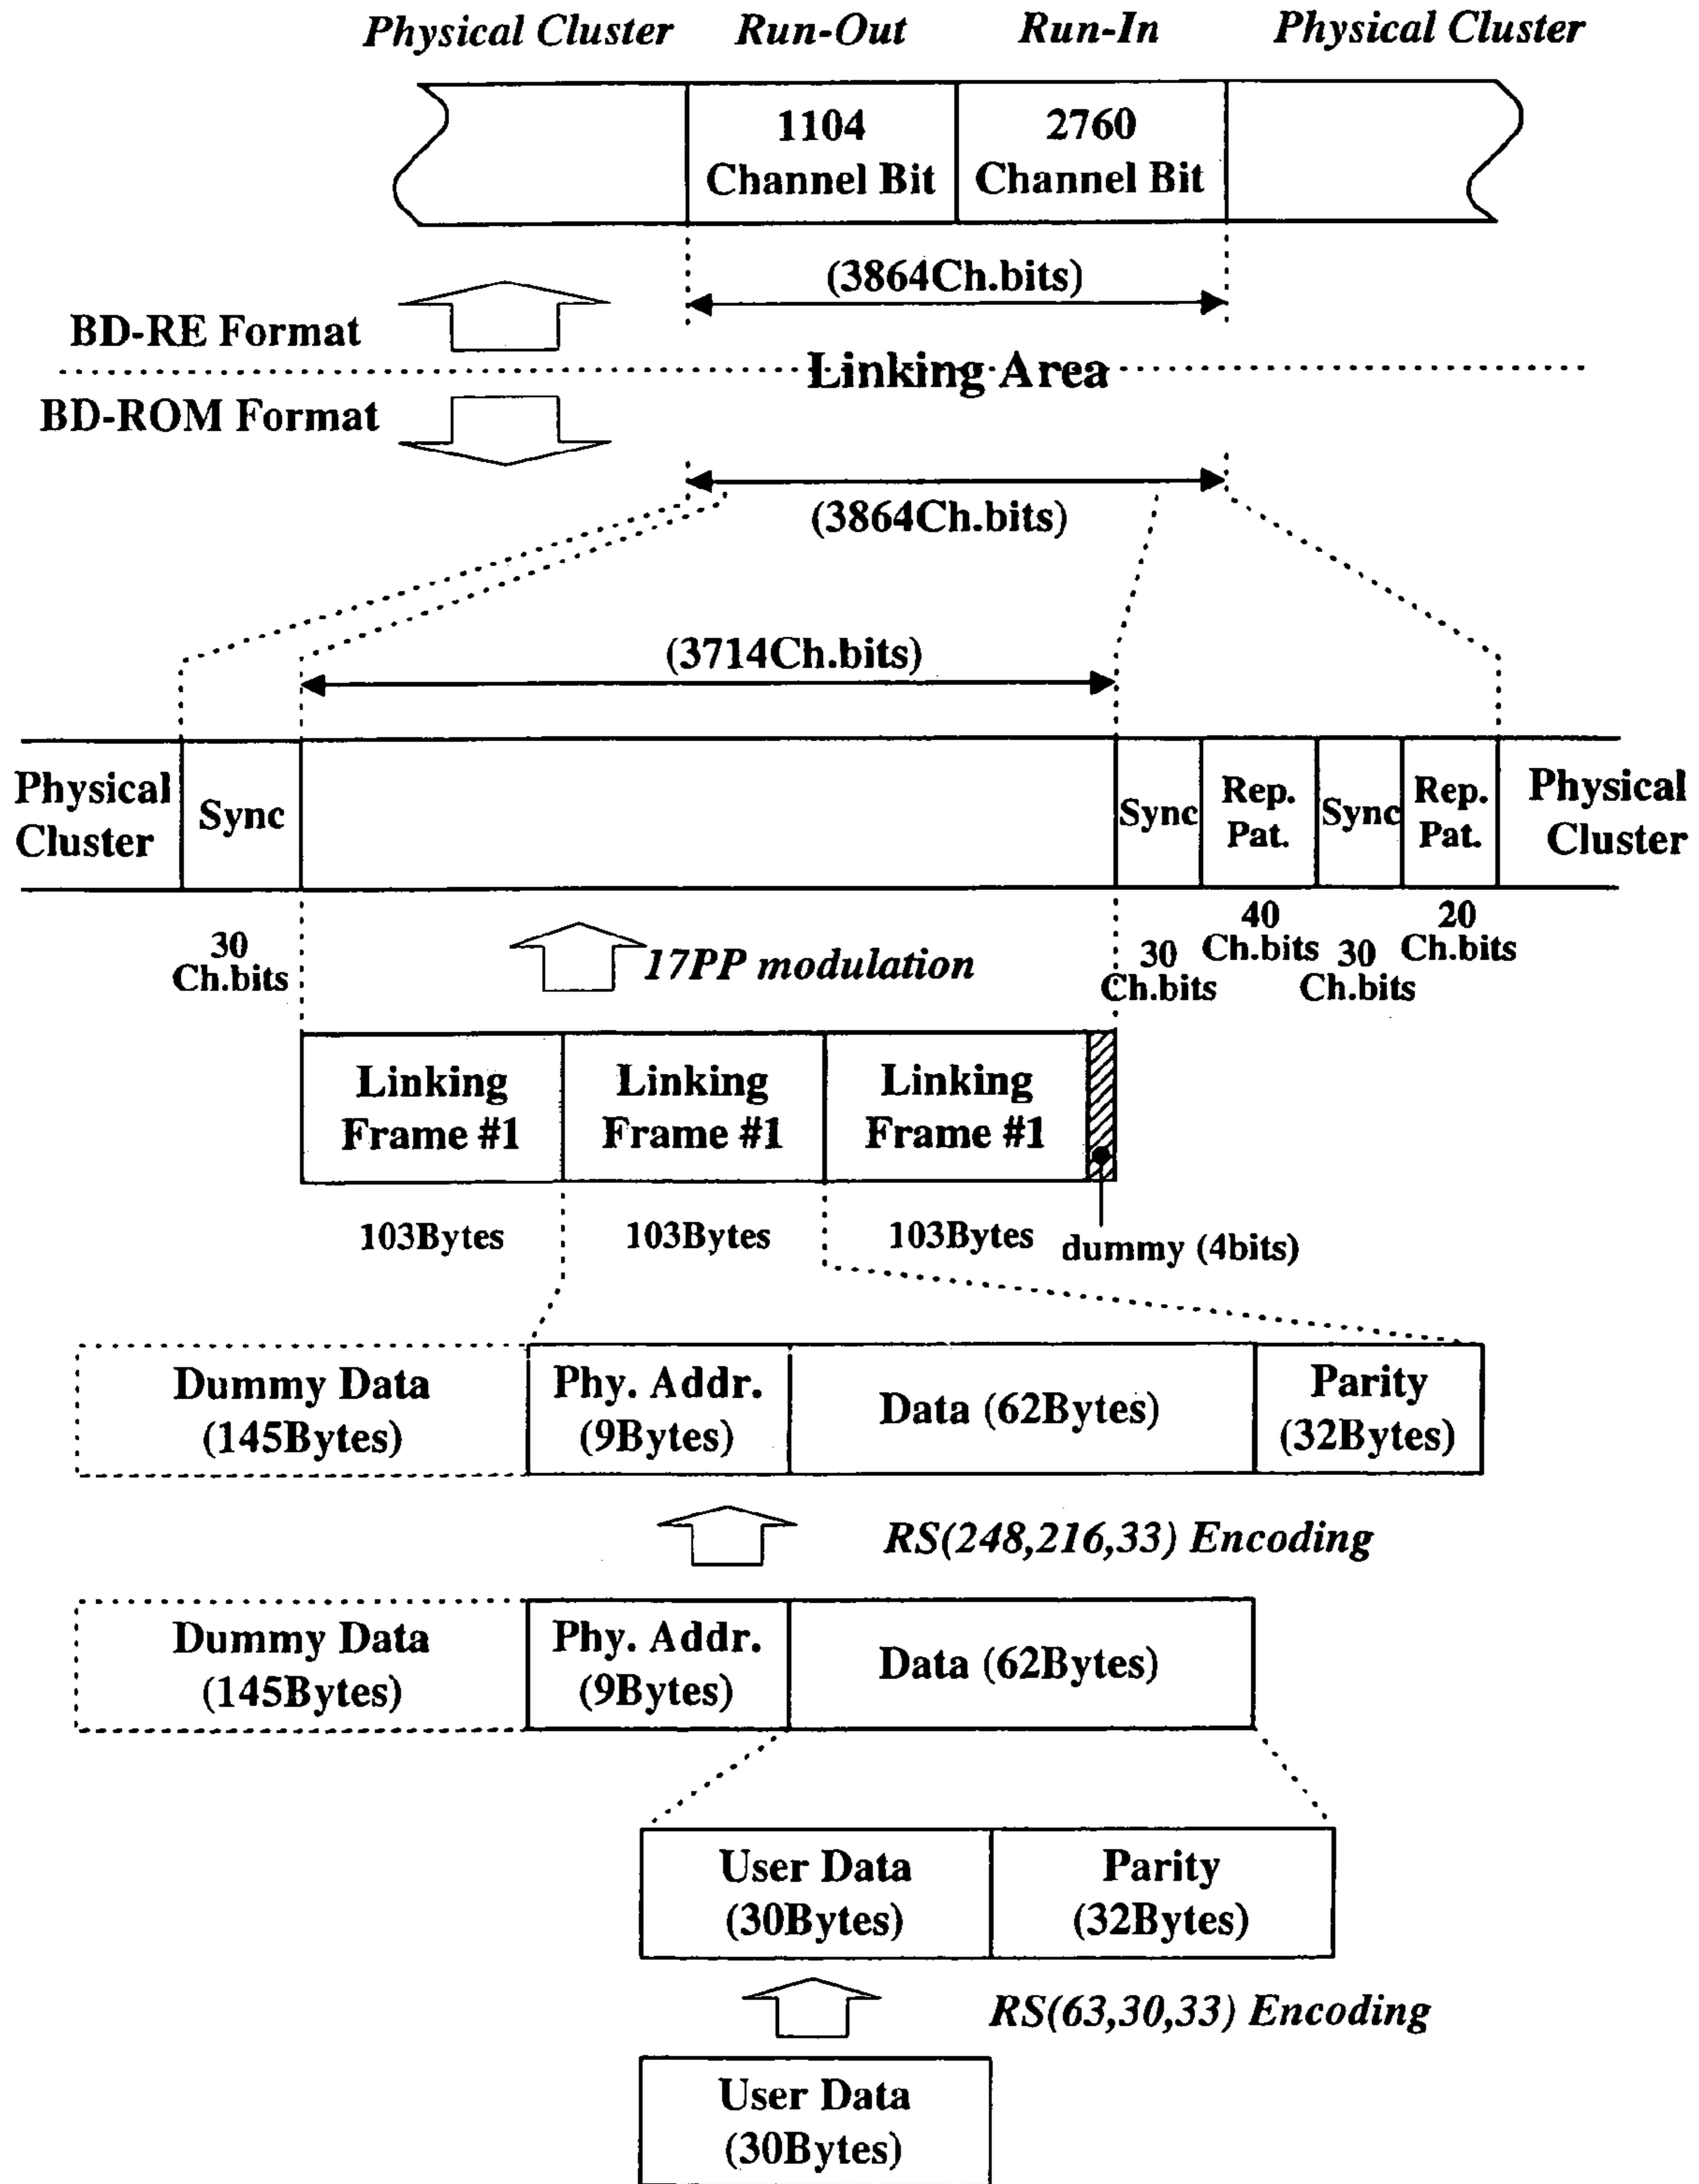 Physical Cluster Run-Out Run-In Physical Cluster
1104 2760
Channel Bit Channel Bit
(3864Ch.bits)
BD-RE Format
Linking Area
BD-ROM Format
(3864Ch.bits)
(3714Ch.bits)
Physical Cluster
Sync
Sync
Rep. Pat.
Sync
Rep. Pat.
Physical Cluster
30 Ch.bits
17PP modulation
30 Ch.bits
40 Ch.bits
30 Ch.bits
20 Ch.bits
Linking Linking Linking
Frame #1 Frame #1 Frame #1
103Bytes 103Bytes 103Bytes dummy (4bits)
Dummy Data Phy. Addr. Data (62Bytes) Parity
(145Bytes) (9Bytes) (32Bytes)
RS(248,216,33) Encoding
Dummy Data Phy. Addr. Data (62Bytes)
(145Bytes) (9Bytes)
User Data Parity
(30Bytes) (32Bytes)
RS(63,30,33) Encoding
User Data
(30Bytes)